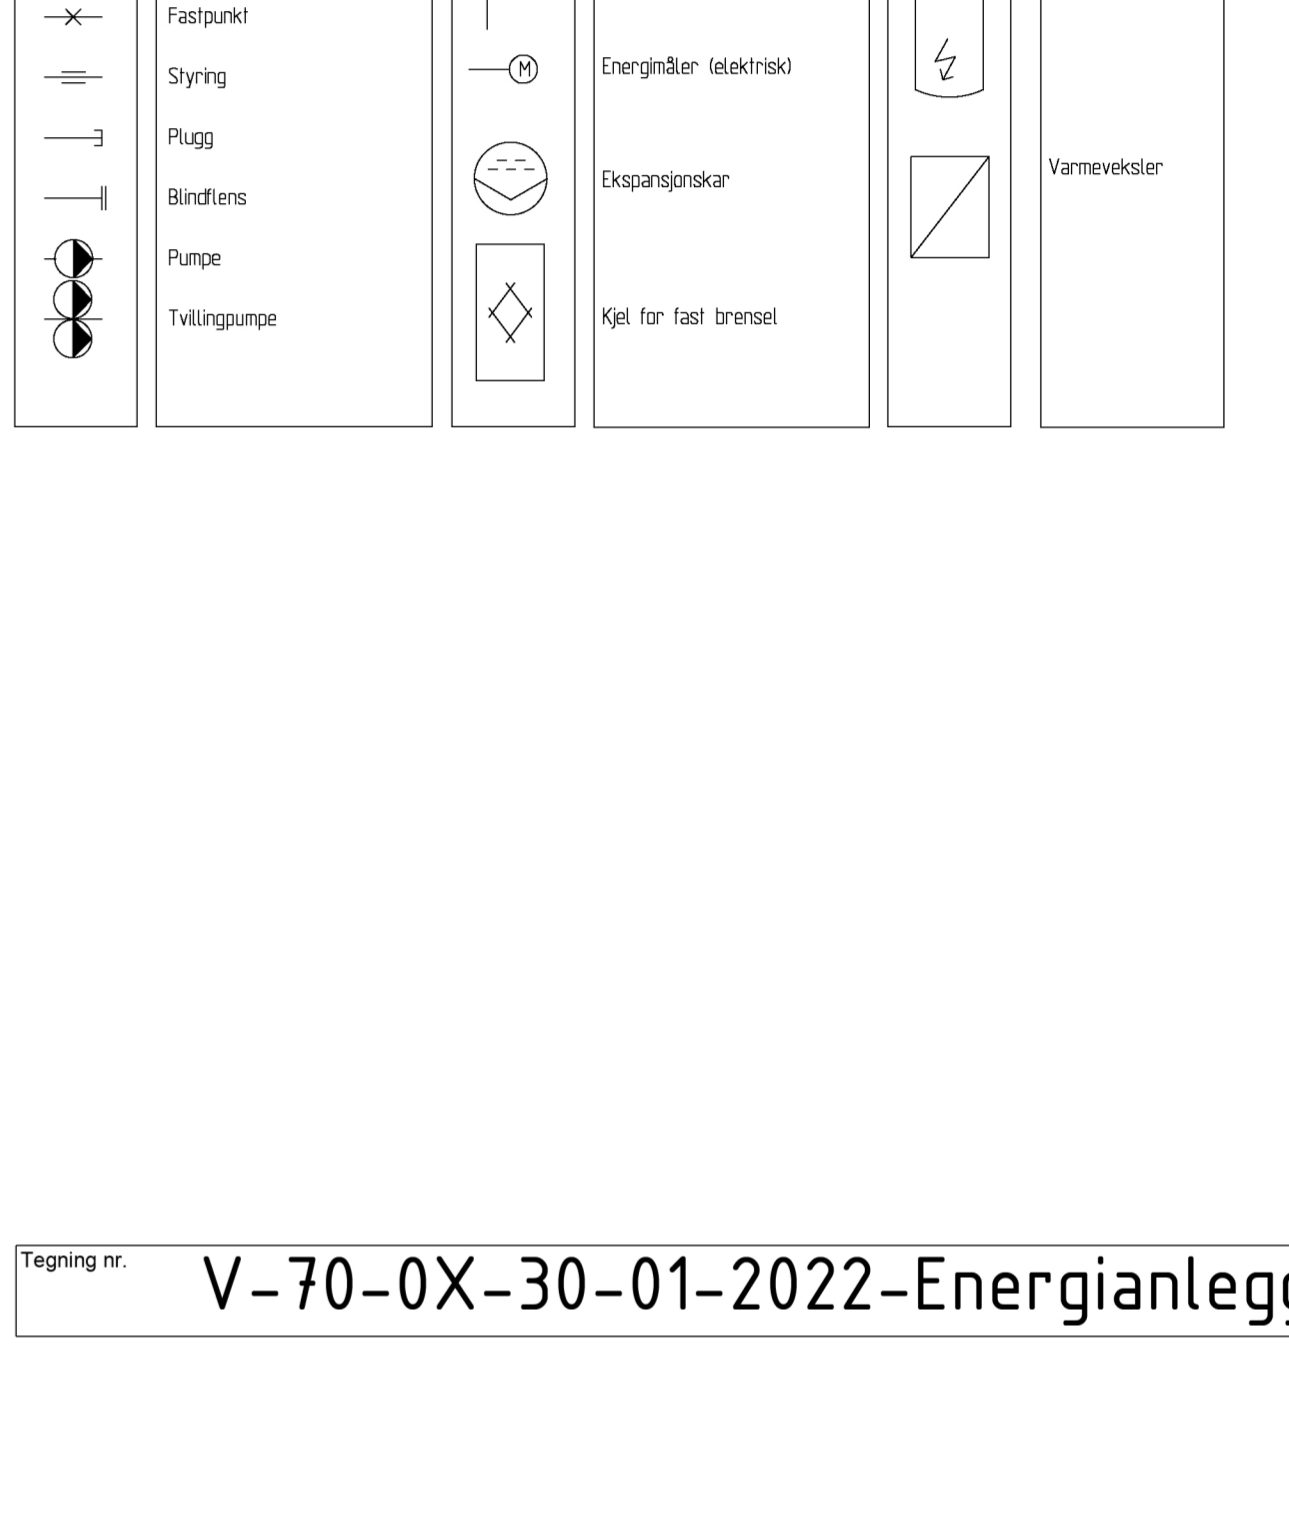 Fastpunkt
Styring
Plugg
Blindflens
Pumpe
Tvillingpumpe
M
Energimåler (elektrisk)
Ekspansjonskar
Kjel for fast brensel
Varmeveksler
Tegning nr.
V-70-0X-30-01-2022-Energianlegg